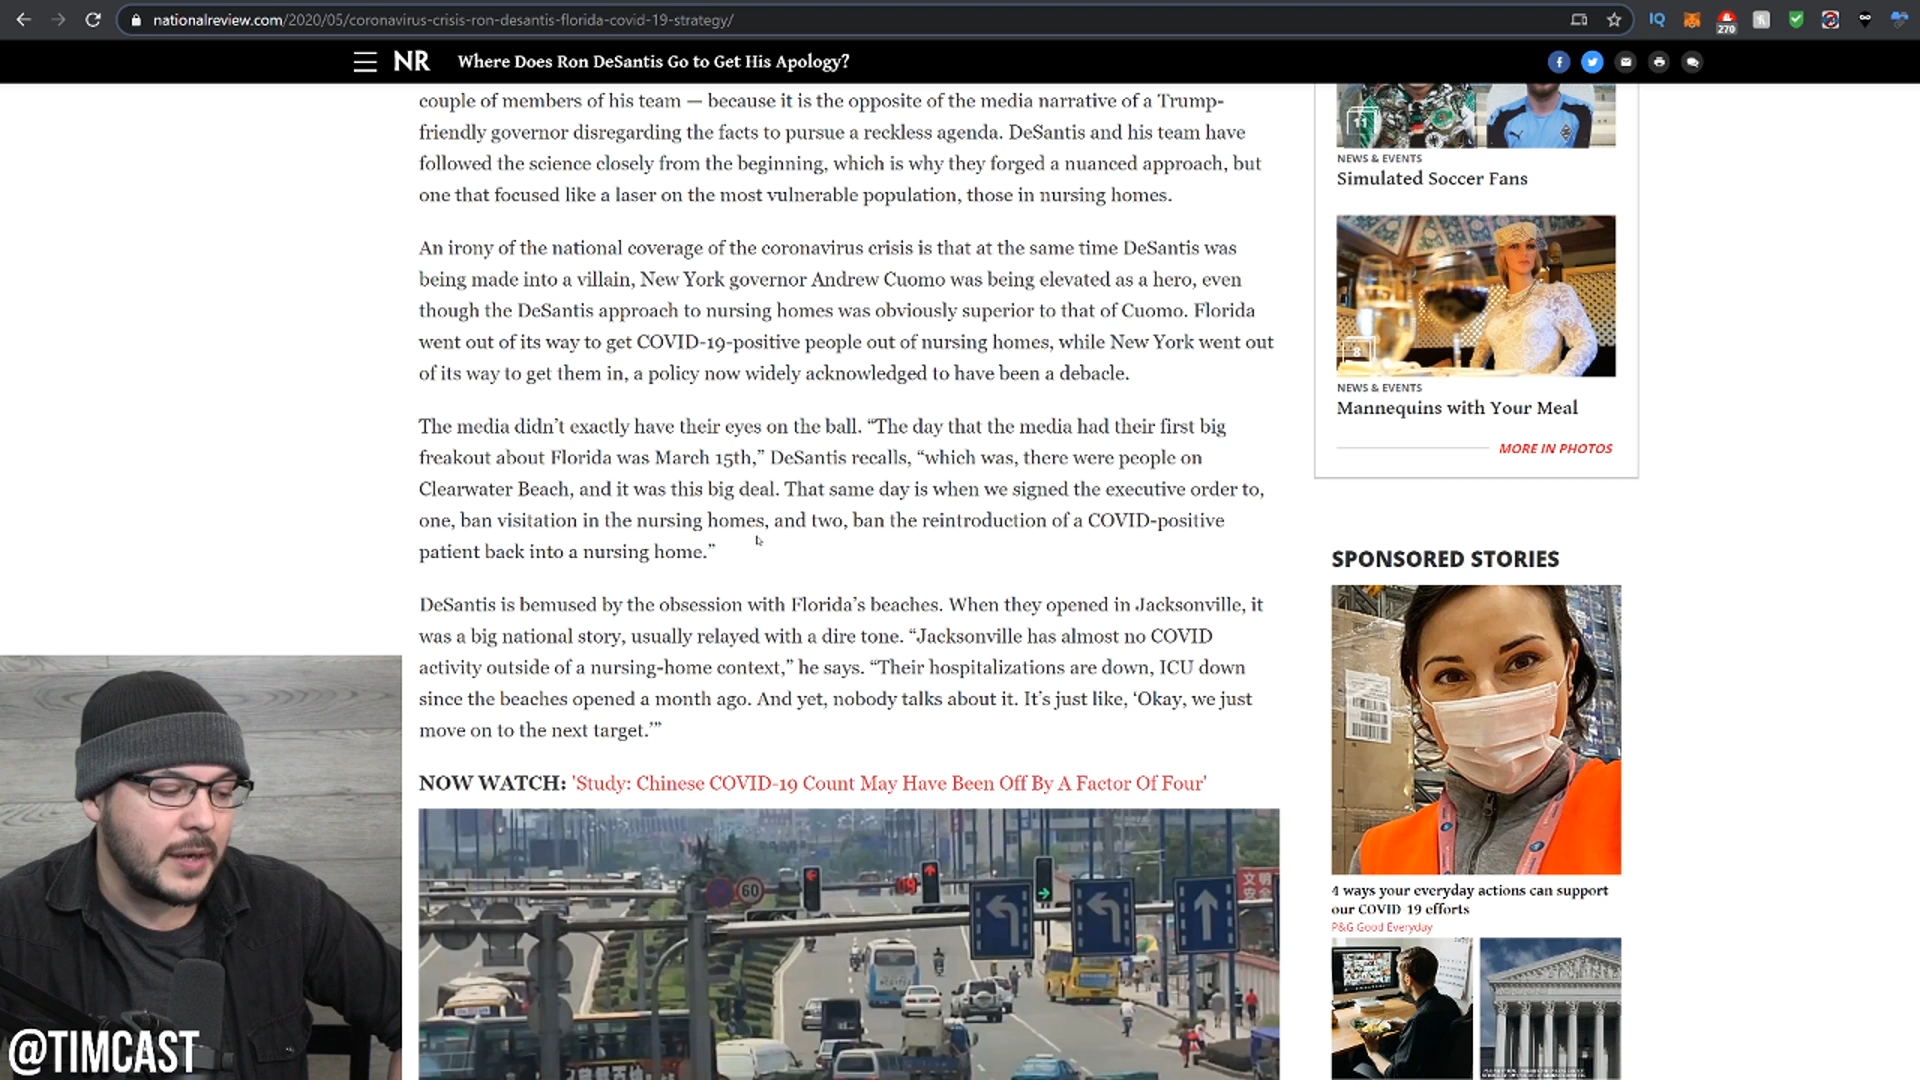 nationalreview.com/2020/05/coronavirus-crisis-ron-desantis-florida-covid-19-strategy/
IQ
270
NR
Where Does Ron DeSantis Go to Get His Apology?
couple of members of his team — because it is the opposite of the media narrative of a Trump-
friendly governor disregarding the facts to pursue a reckless agenda. DeSantis and his team have
followed the science closely from the beginning, which is why they forged a nuanced approach, but
one that focused like a laser on the most vulnerable population, those in nursing homes.
An irony of the national coverage of the coronavirus crisis is that at the same time DeSantis was
being made into a villain, New York governor Andrew Cuomo was being elevated as a hero, even
though the DeSantis approach to nursing homes was obviously superior to that of Cuomo. Florida
went out of its way to get COVID-19-positive people out of nursing homes, while New York went out
of its way to get them in, a policy now widely acknowledged to have been a debacle.
The media didn’t exactly have their eyes on the ball. “The day that the media had their first big
freakout about Florida was March 15th,” DeSantis recalls, “which was, there were people on
Clearwater Beach, and it was this big deal. That same day is when we signed the executive order to,
one, ban visitation in the nursing homes, and two, ban the reintroduction of a COVID-positive
patient back into a nursing home.”
DeSantis is bemused by the obsession with Florida’s beaches. When they opened in Jacksonville, it
was a big national story, usually relayed with a dire tone. “Jacksonville has almost no COVID
activity outside of a nursing-home context,” he says. “Their hospitalizations are down, ICU down
since the beaches opened a month ago. And yet, nobody talks about it. It’s just like, ‘Okay, we just
move on to the next target.’”
NOW WATCH: 'Study: Chinese COVID-19 Count May Have Been Off By A Factor Of Four'
60
文明
安全
11
NEWS & EVENTS
Simulated Soccer Fans
8
NEWS & EVENTS
Mannequins with Your Meal
MORE IN PHOTOS
SPONSORED STORIES
4 ways your everyday actions can support
our COVID 19 efforts
P&G Good Everyday
@TIMCAST